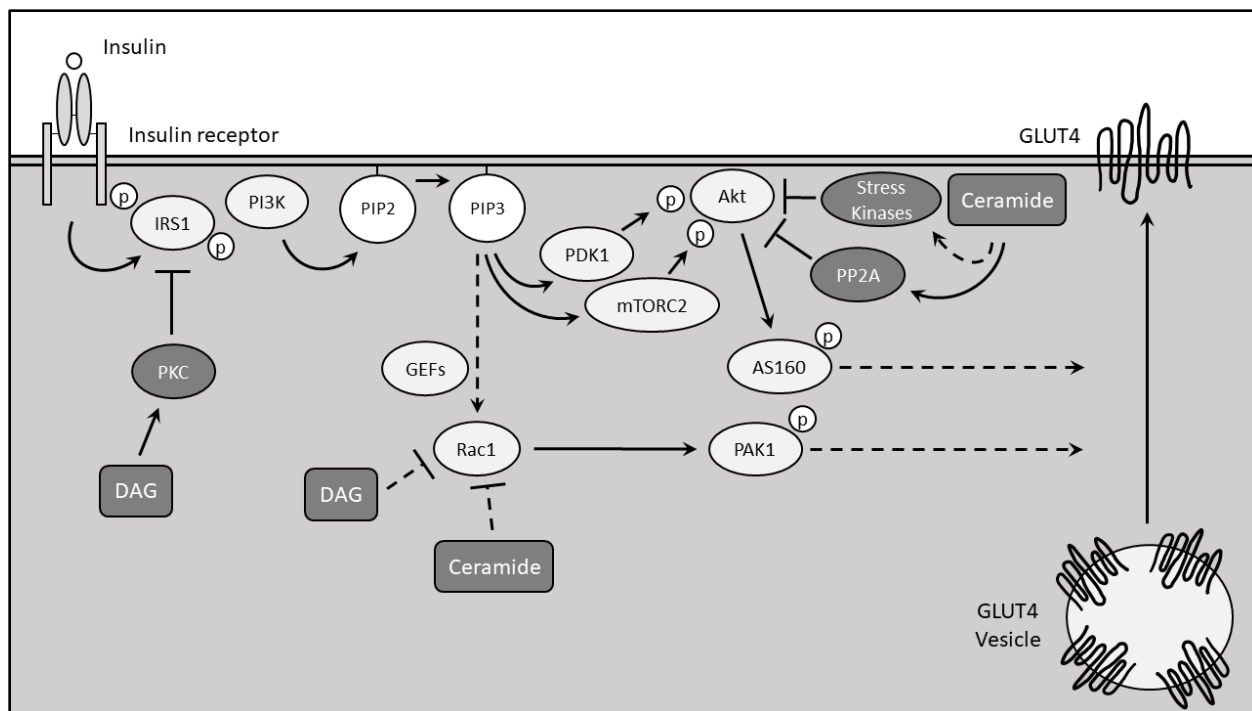 Insulin
Insulin receptor
GLUT4
p
IRS1
p
PI3K
PIP2
PIP3
p
Akt
p
Stress
Kinases
Ceramide
PDK1
mTORC2
PP2A
PKC
GEFs
p
AS160
p
Rac1
PAK1
DAG
DAG
Ceramide
GLUT4
Vesicle